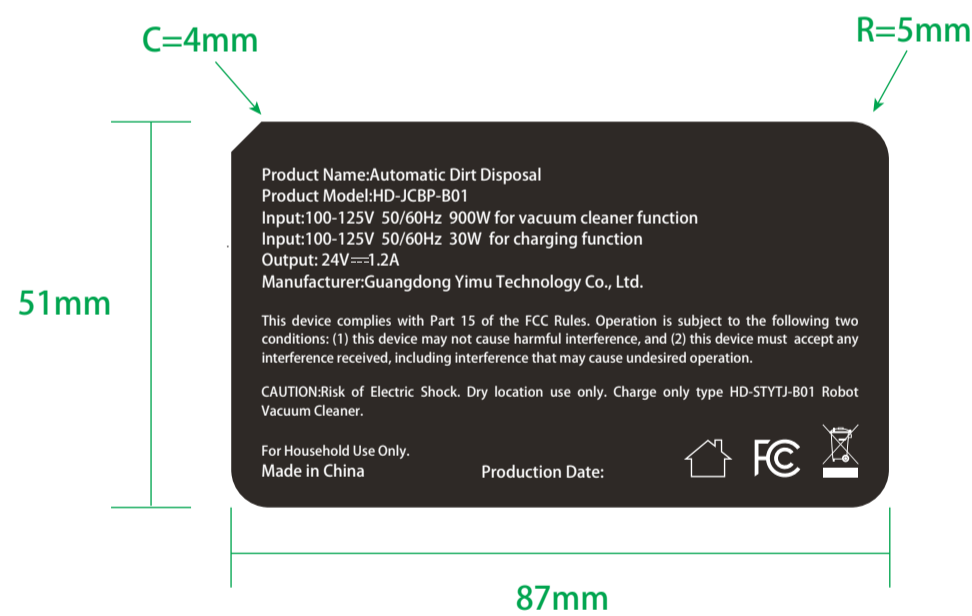 C=4mm
R=5mm
Product Name:Automatic Dirt Disposal
Product Model:HD-JCBP-B01
Input:100-125V 50/60Hz 900W for vacuum cleaner function
Input:100-125V 50/60Hz 30W for charging function
Output: 24V⎓1.2A
Manufacturer:Guangdong Yimu Technology Co., Ltd.
51mm
This device complies with Part 15 of the FCC Rules. Operation is subject to the following two
conditions: (1) this device may not cause harmful interference, and (2) this device must accept any
interference received, including interference that may cause undesired operation.
CAUTION:Risk of Electric Shock. Dry location use only. Charge only type HD-STYTJ-B01 Robot
Vacuum Cleaner.
For Household Use Only.
Made in China
Production Date:
FC
87mm